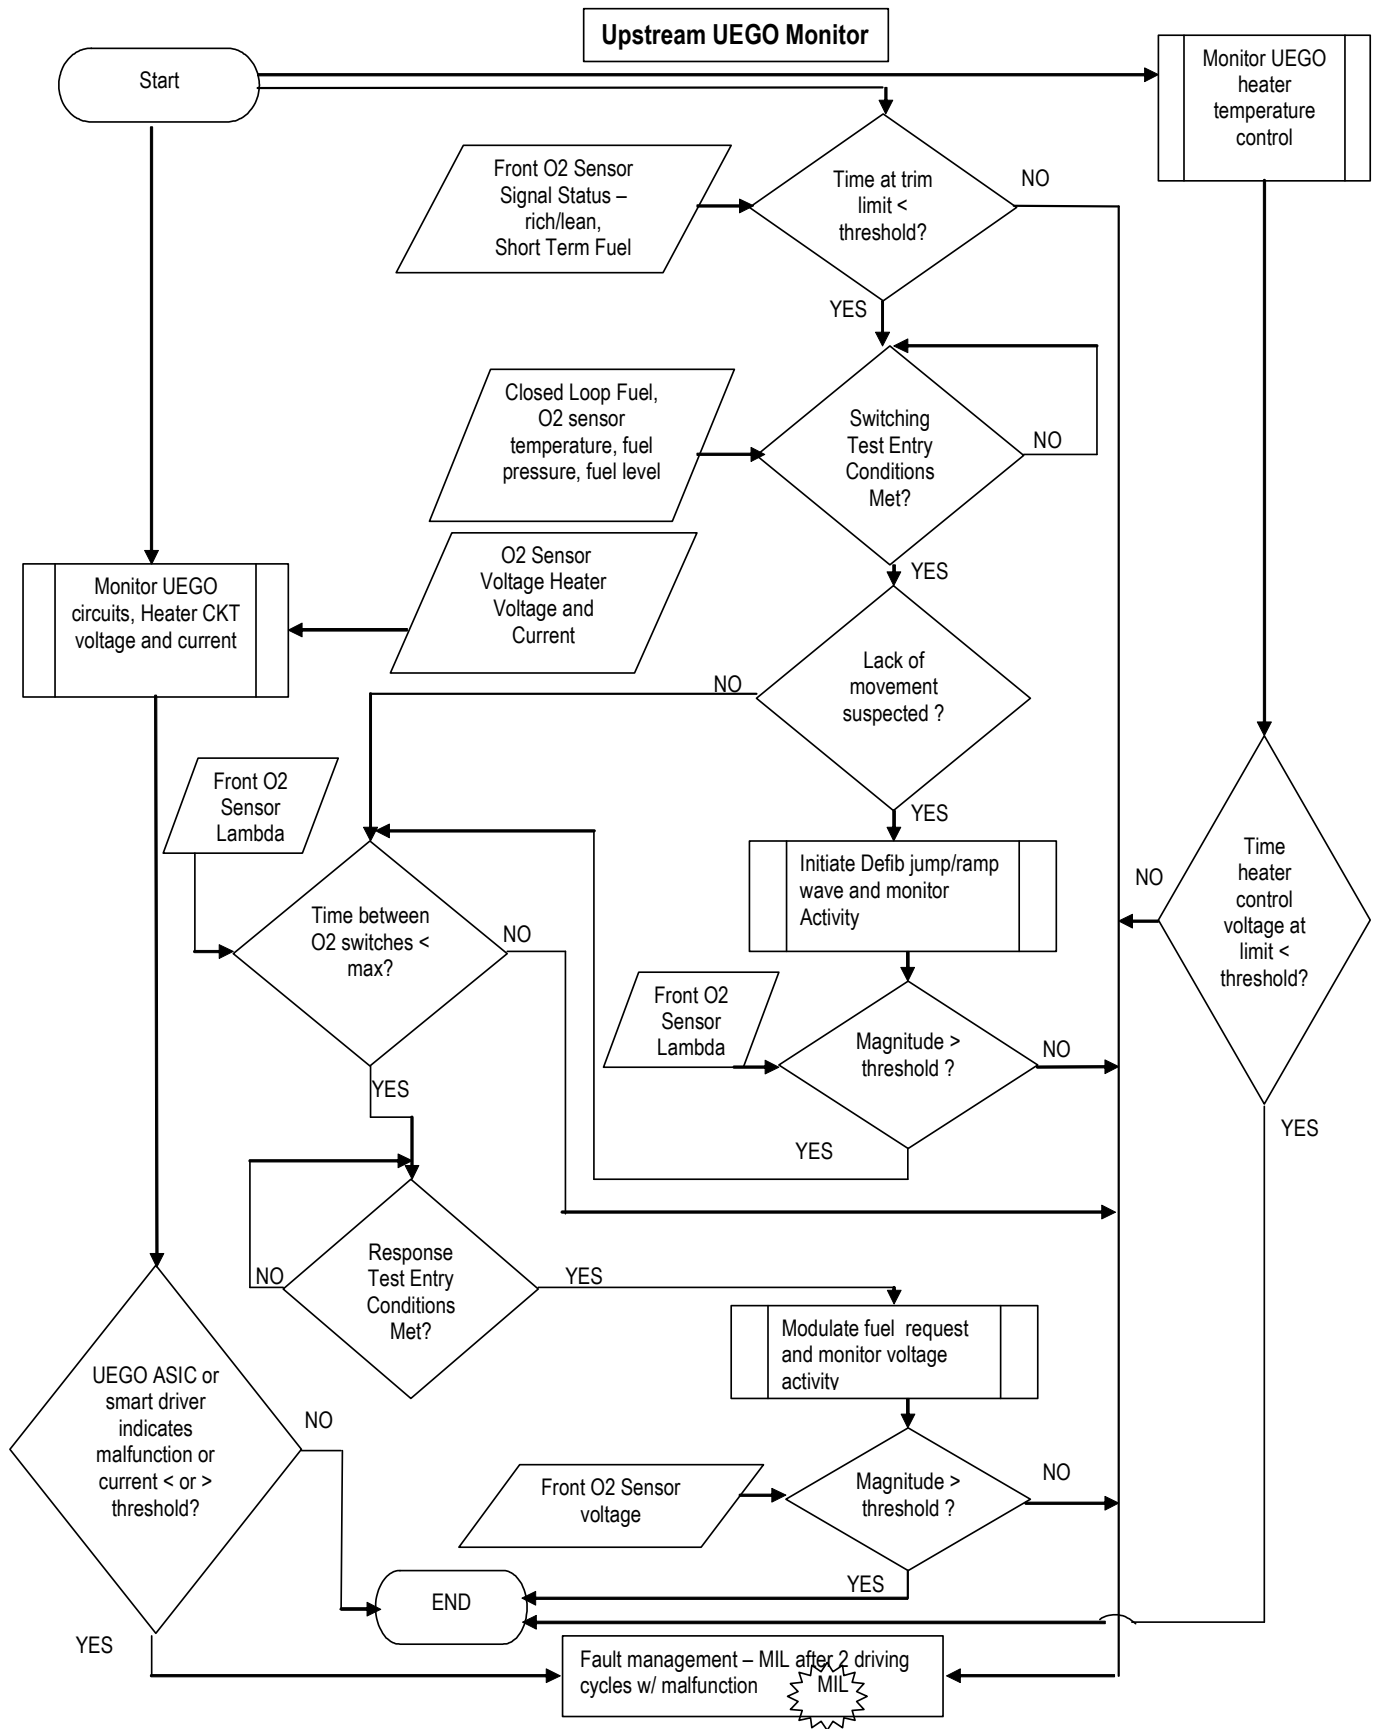 Upstream UEGO Monitor
Start
Monitor UEGO
heater
temperature
control
Front O2 Sensor
Signal Status –
rich/lean,
Short Term Fuel
Time at trim
limit <
threshold?
NO
YES
Closed Loop Fuel,
O2 sensor
temperature, fuel
pressure, fuel level
Switching
Test Entry
Conditions
Met?
NO
YES
O2 Sensor
Voltage Heater
Voltage and
Current
Monitor UEGO
circuits, Heater CKT
voltage and current
Lack of
movement
suspected ?
NO
YES
Front O2
Sensor
Lambda
Initiate Defib jump/ramp
wave and monitor
Activity
Time
heater
control
voltage at
limit <
threshold?
NO
YES
Time between
O2 switches <
max?
NO
YES
Front O2
Sensor
Lambda
Magnitude >
threshold ?
NO
YES
Response
Test Entry
Conditions
Met?
NO
YES
Modulate fuel  request
and monitor voltage
activity
UEGO ASIC or
smart driver
indicates
malfunction or
current < or >
threshold?
NO
YES
Front O2 Sensor
voltage
Magnitude >
threshold ?
NO
YES
END
Fault management – MIL after 2 driving
cycles w/ malfunction
MIL